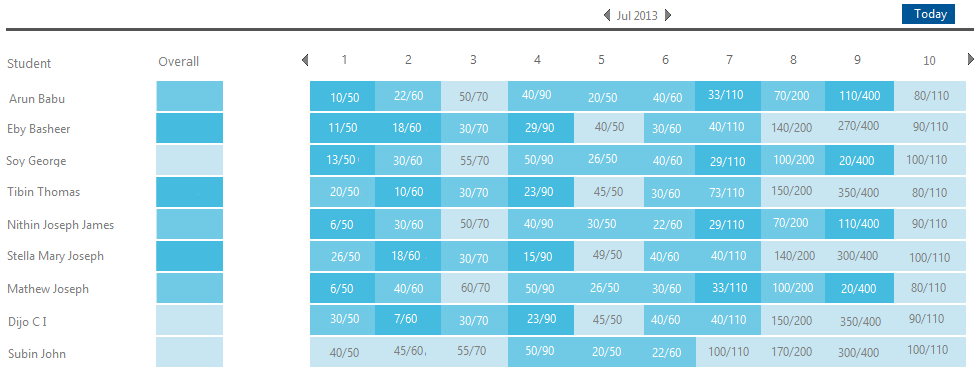 Jul 2013 Today
Student Overall 1 2 3 4 5 6 7 8 9 10
Arun Babu 10/50 22/60 50/70 40/90 20/50 40/60 33/110 70/200 110/400 80/110
Eby Basheer 11/50 18/60 30/70 29/90 40/50 30/60 40/110 140/200 270/400 90/110
Soy George 13/50 30/60 55/70 50/90 26/50 40/60 29/110 100/200 20/400 100/110
Tibin Thomas 20/50 10/60 30/70 23/90 45/50 30/60 73/110 150/200 350/400 80/110
Nithin Joseph James 6/50 30/60 50/70 40/90 30/50 22/60 29/110 70/200 110/400 90/110
Stella Mary Joseph 26/50 18/60 30/70 15/90 49/50 40/60 40/110 140/200 300/400 100/110
Mathew Joseph 6/50 40/60 60/70 50/90 26/50 30/60 33/110 100/200 20/400 80/110
Dijo C I 30/50 7/60 30/70 23/90 45/50 40/60 40/110 150/200 350/400 90/110
Subin John 40/50 45/60 55/70 50/90 20/50 22/60 100/110 170/200 300/400 100/110